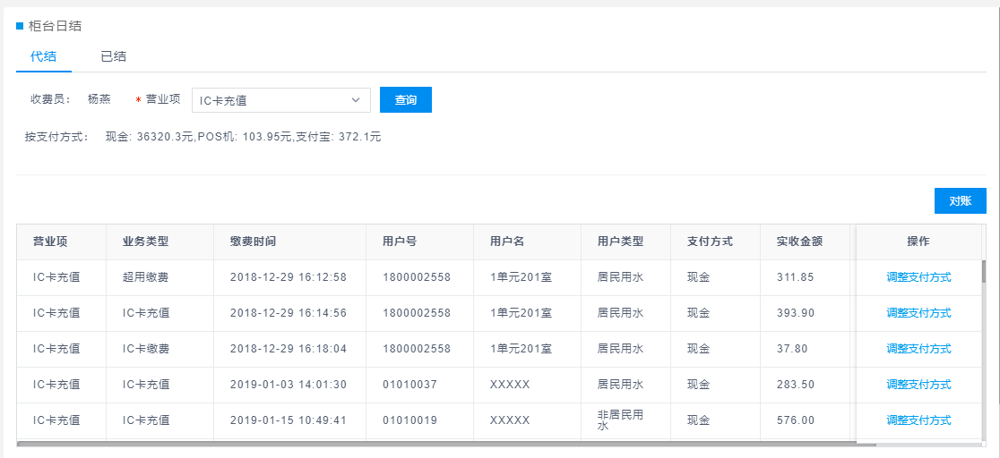 柜台日结
代结 已结
收费员： 杨燕 * 营业项 IC卡充值 查询
按支付方式： 现金: 36320.3元,POS机: 103.95元,支付宝: 372.1元
对账
营业项 业务类型 缴费时间 用户号 用户名 用户类型 支付方式 实收金额 操作
IC卡充值 超用缴费 2018-12-29 16:12:58 1800002558 1单元201室 居民用水 现金 311.85 调整支付方式
IC卡充值 IC卡充值 2018-12-29 16:14:56 1800002558 1单元201室 居民用水 现金 393.90 调整支付方式
IC卡充值 IC卡缴费 2018-12-29 16:18:04 1800002558 1单元201室 居民用水 现金 37.80 调整支付方式
IC卡充值 IC卡充值 2019-01-03 14:01:30 01010037 XXXXX 居民用水 现金 283.50 调整支付方式
IC卡充值 IC卡充值 2019-01-15 10:49:41 01010019 XXXXX 非居民用水 现金 576.00 调整支付方式